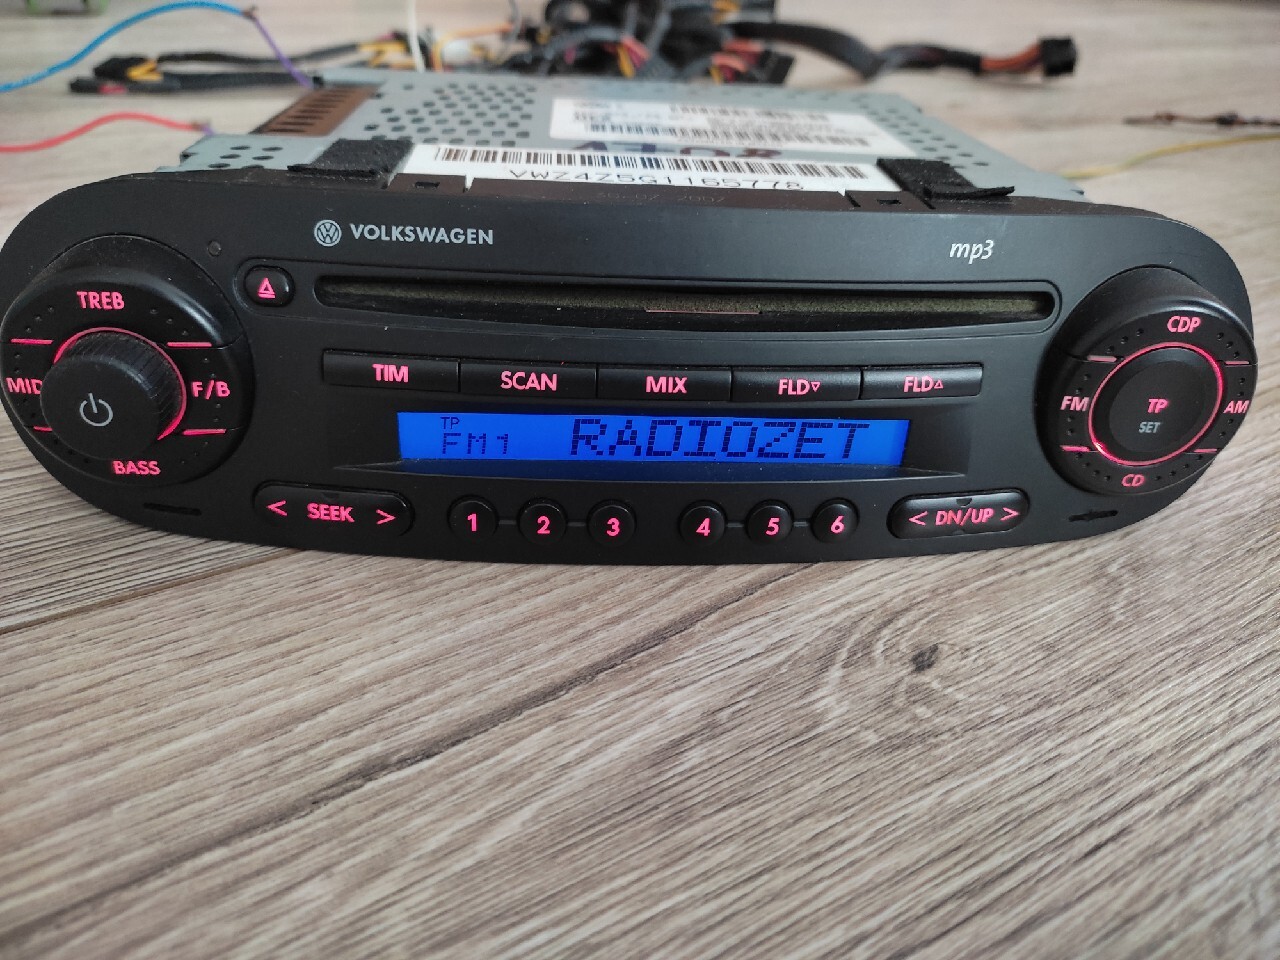 A708
VWZ4Z5G1165778
VOLKSWAGEN
mp3
TREB
MID
F/B
BASS
TIM
SCAN
MIX
FLD▽
FLD△
TP
FM1
RADIOZET
CDP
FM
TP
SET
AM
CD
< SEEK >
1
2
3
4
5
6
< DN/UP >